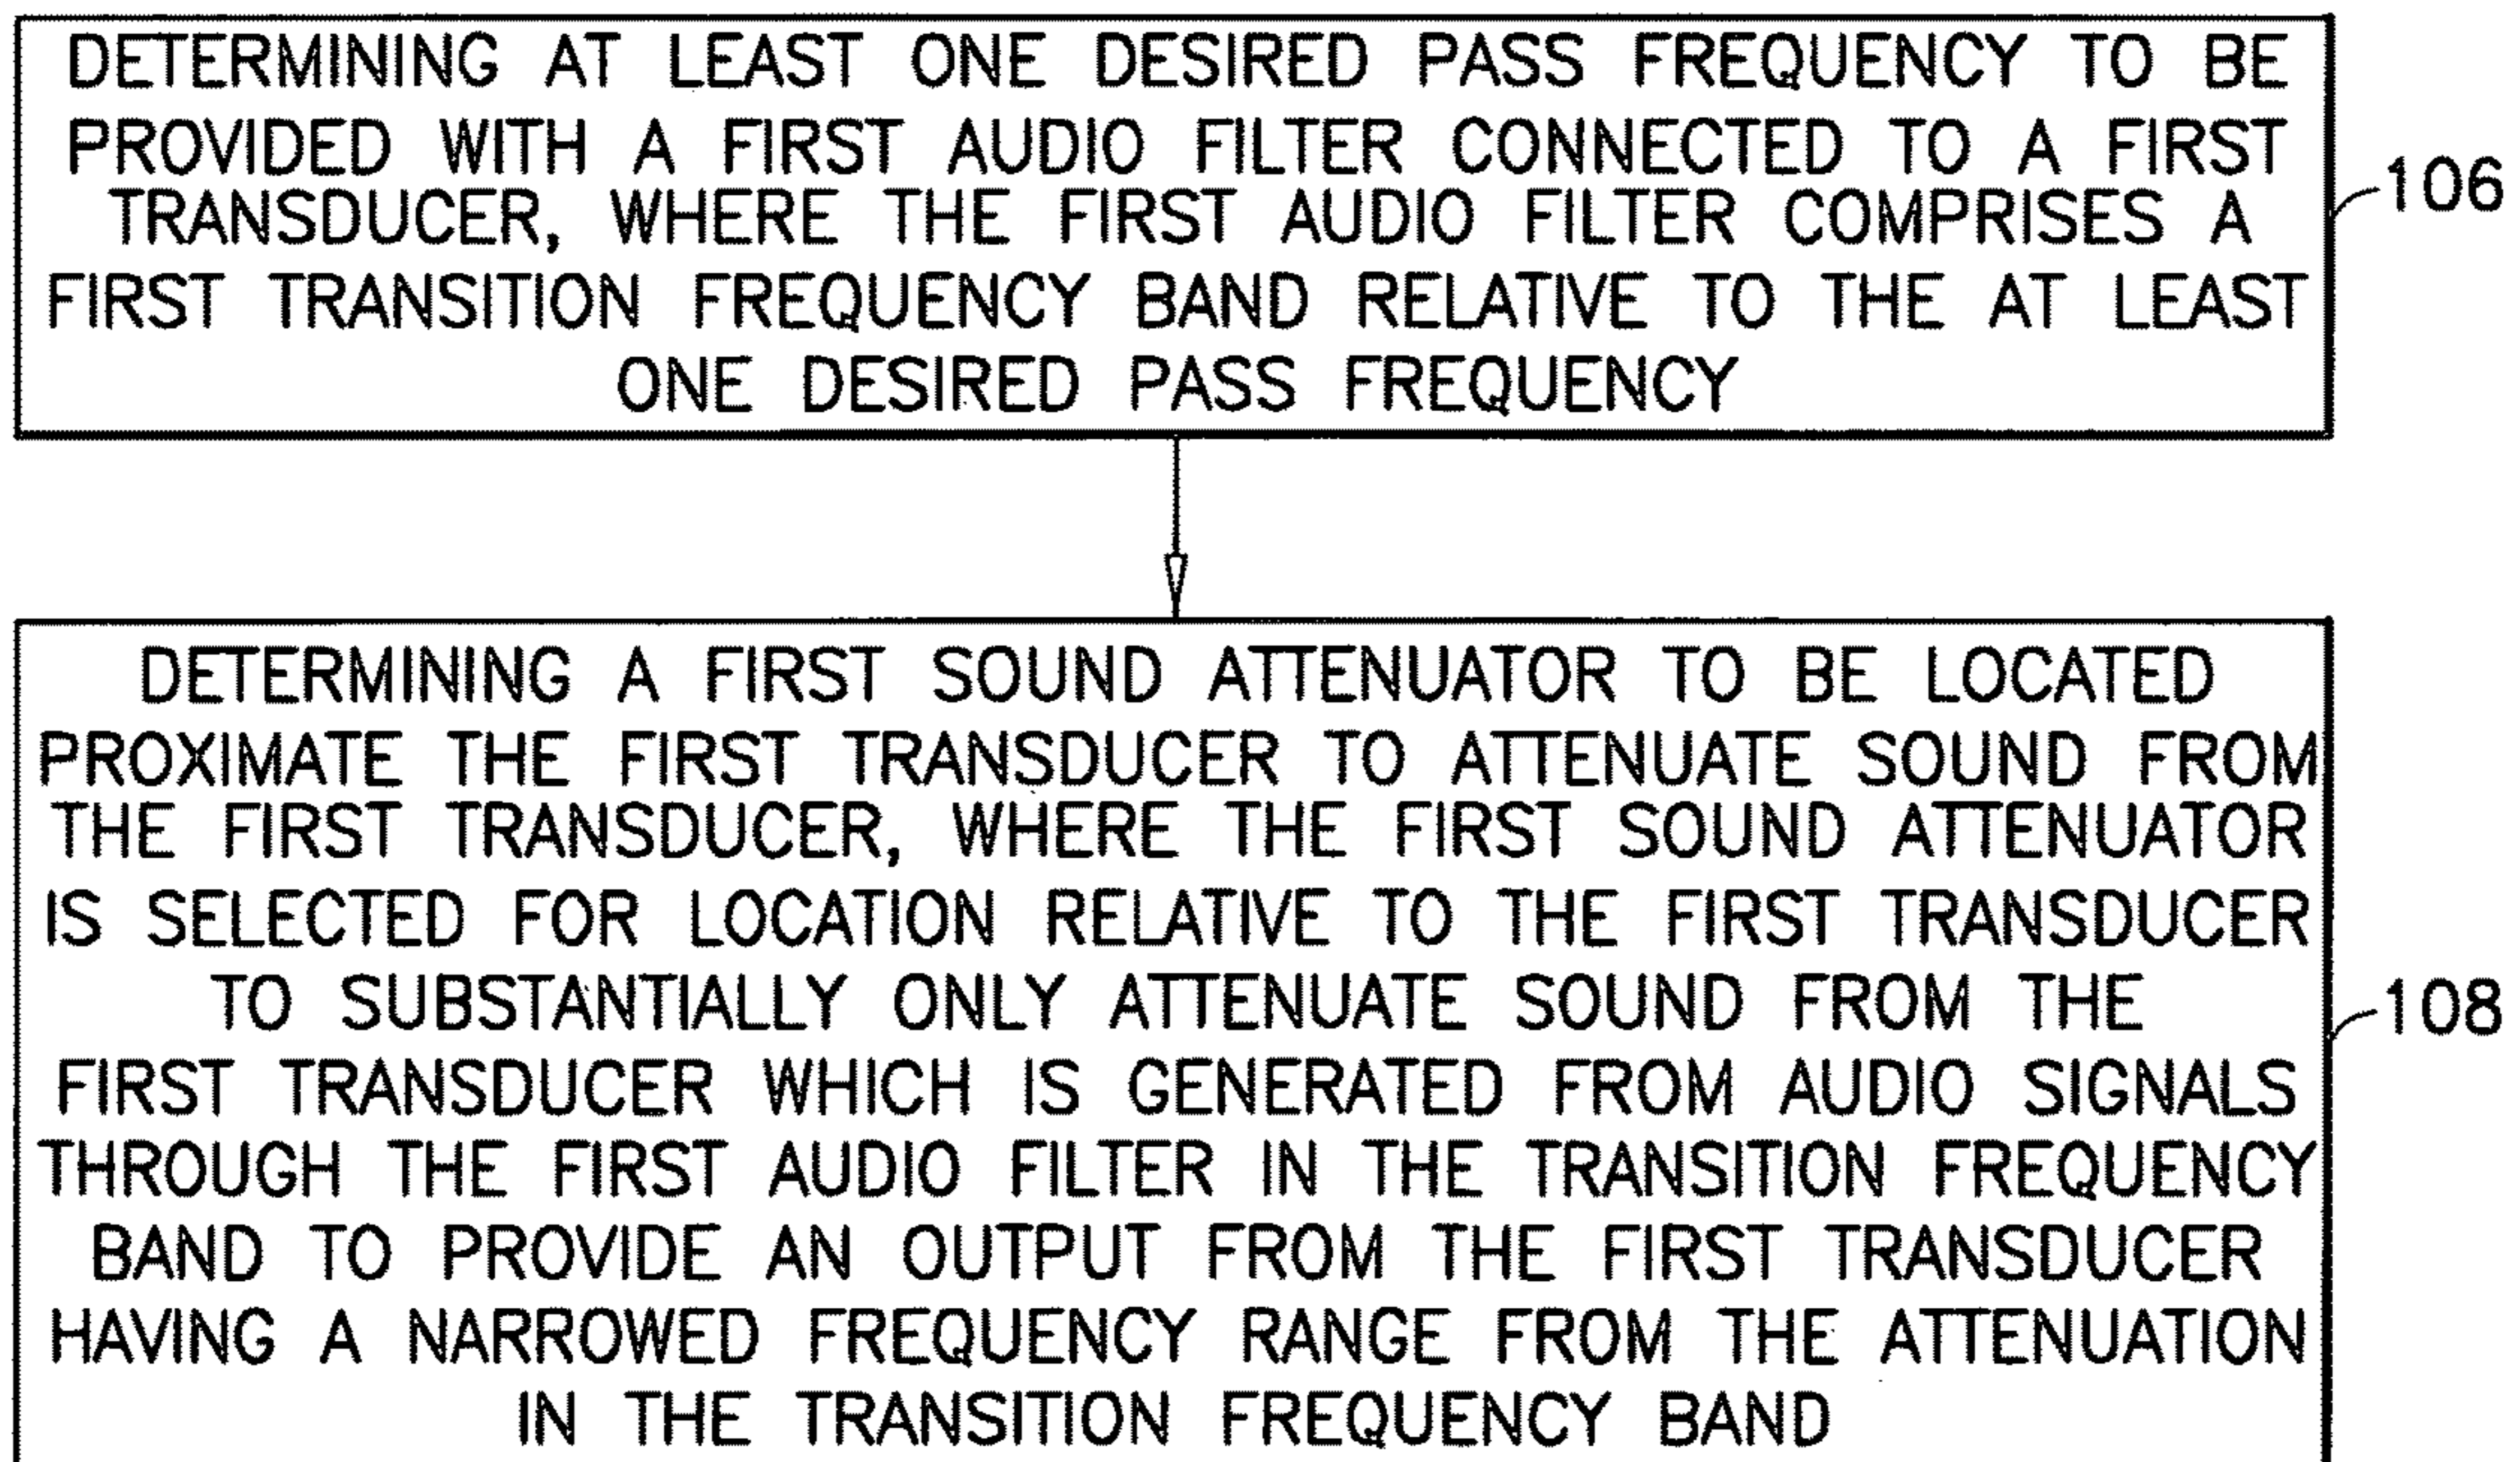 DETERMINING AT LEAST ONE DESIRED PASS FREQUENCY TO BE
PROVIDED WITH A FIRST AUDIO FILTER CONNECTED TO A FIRST
TRANSDUCER, WHERE THE FIRST AUDIO FILTER COMPRISES A
FIRST TRANSITION FREQUENCY BAND RELATIVE TO THE AT LEAST
ONE DESIRED PASS FREQUENCY
106
DETERMINING A FIRST SOUND ATTENUATOR TO BE LOCATED
PROXIMATE THE FIRST TRANSDUCER TO ATTENUATE SOUND FROM
THE FIRST TRANSDUCER, WHERE THE FIRST SOUND ATTENUATOR
IS SELECTED FOR LOCATION RELATIVE TO THE FIRST TRANSDUCER
TO SUBSTANTIALLY ONLY ATTENUATE SOUND FROM THE
FIRST TRANSDUCER WHICH IS GENERATED FROM AUDIO SIGNALS
THROUGH THE FIRST AUDIO FILTER IN THE TRANSITION FREQUENCY
BAND TO PROVIDE AN OUTPUT FROM THE FIRST TRANSDUCER
HAVING A NARROWED FREQUENCY RANGE FROM THE ATTENUATION
IN THE TRANSITION FREQUENCY BAND
108